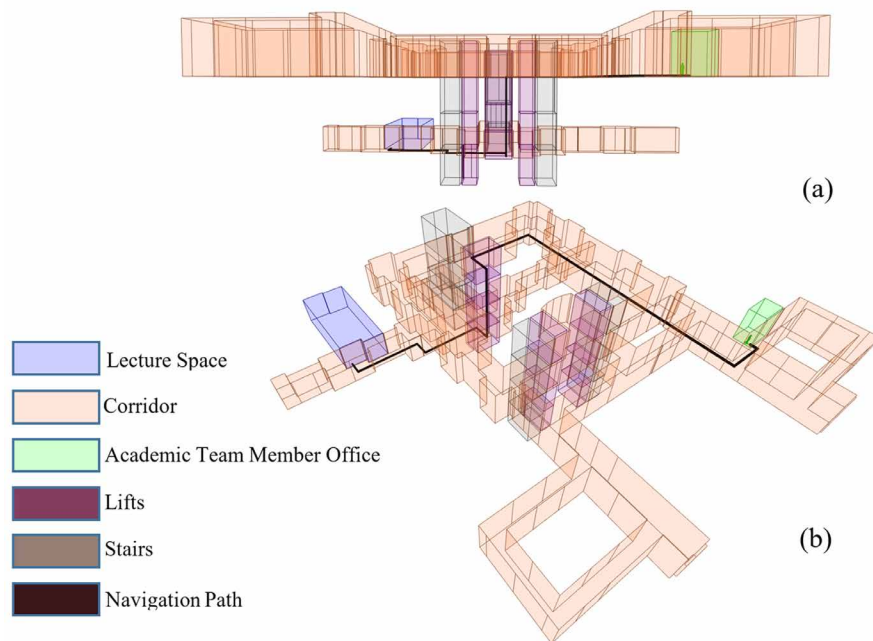 (a)
Lecture Space
Corridor
Academic Team Member Office
Lifts
Stairs
(b)
Navigation Path